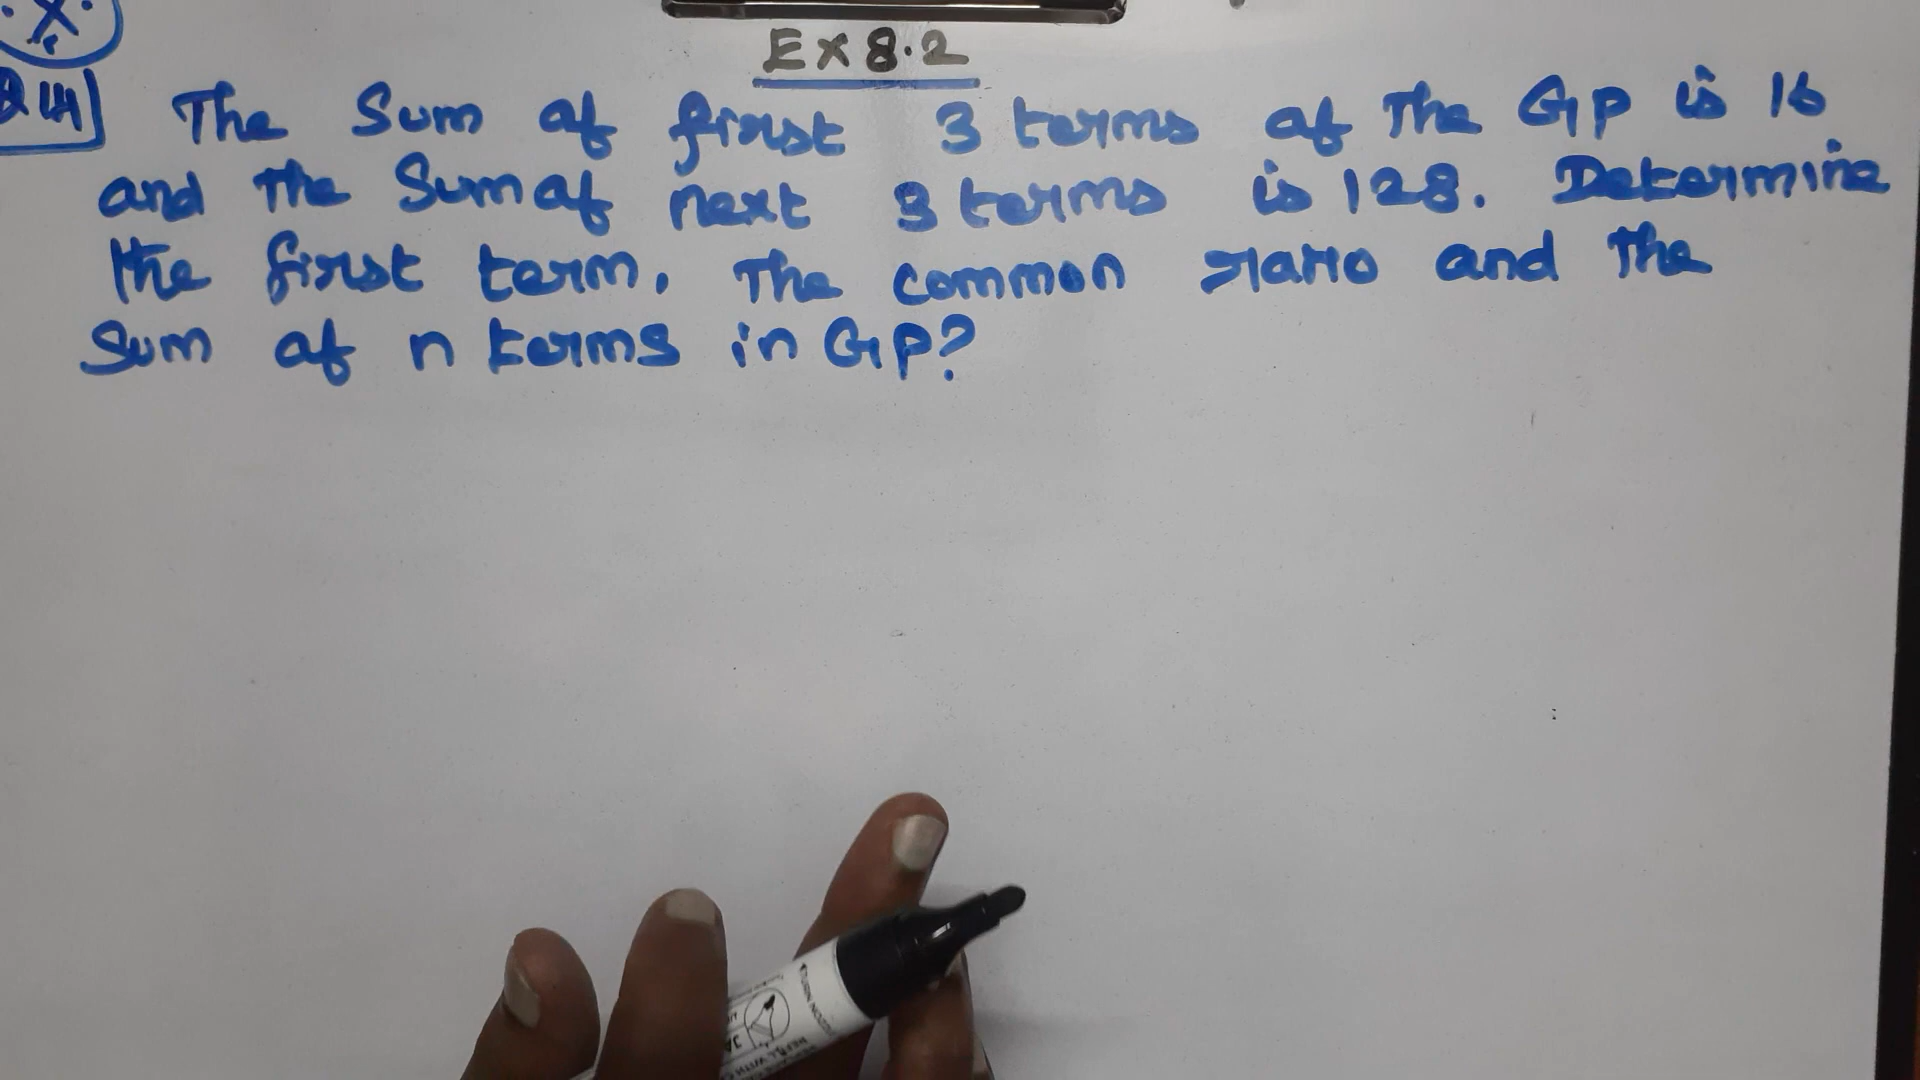 Ex 8.2
Q14] The Sum of first 3 terms of The GP is 16
and The Sum of next 3 terms is 128. Determine
the first term. The common ratio and The
Sum of n terms in GP?